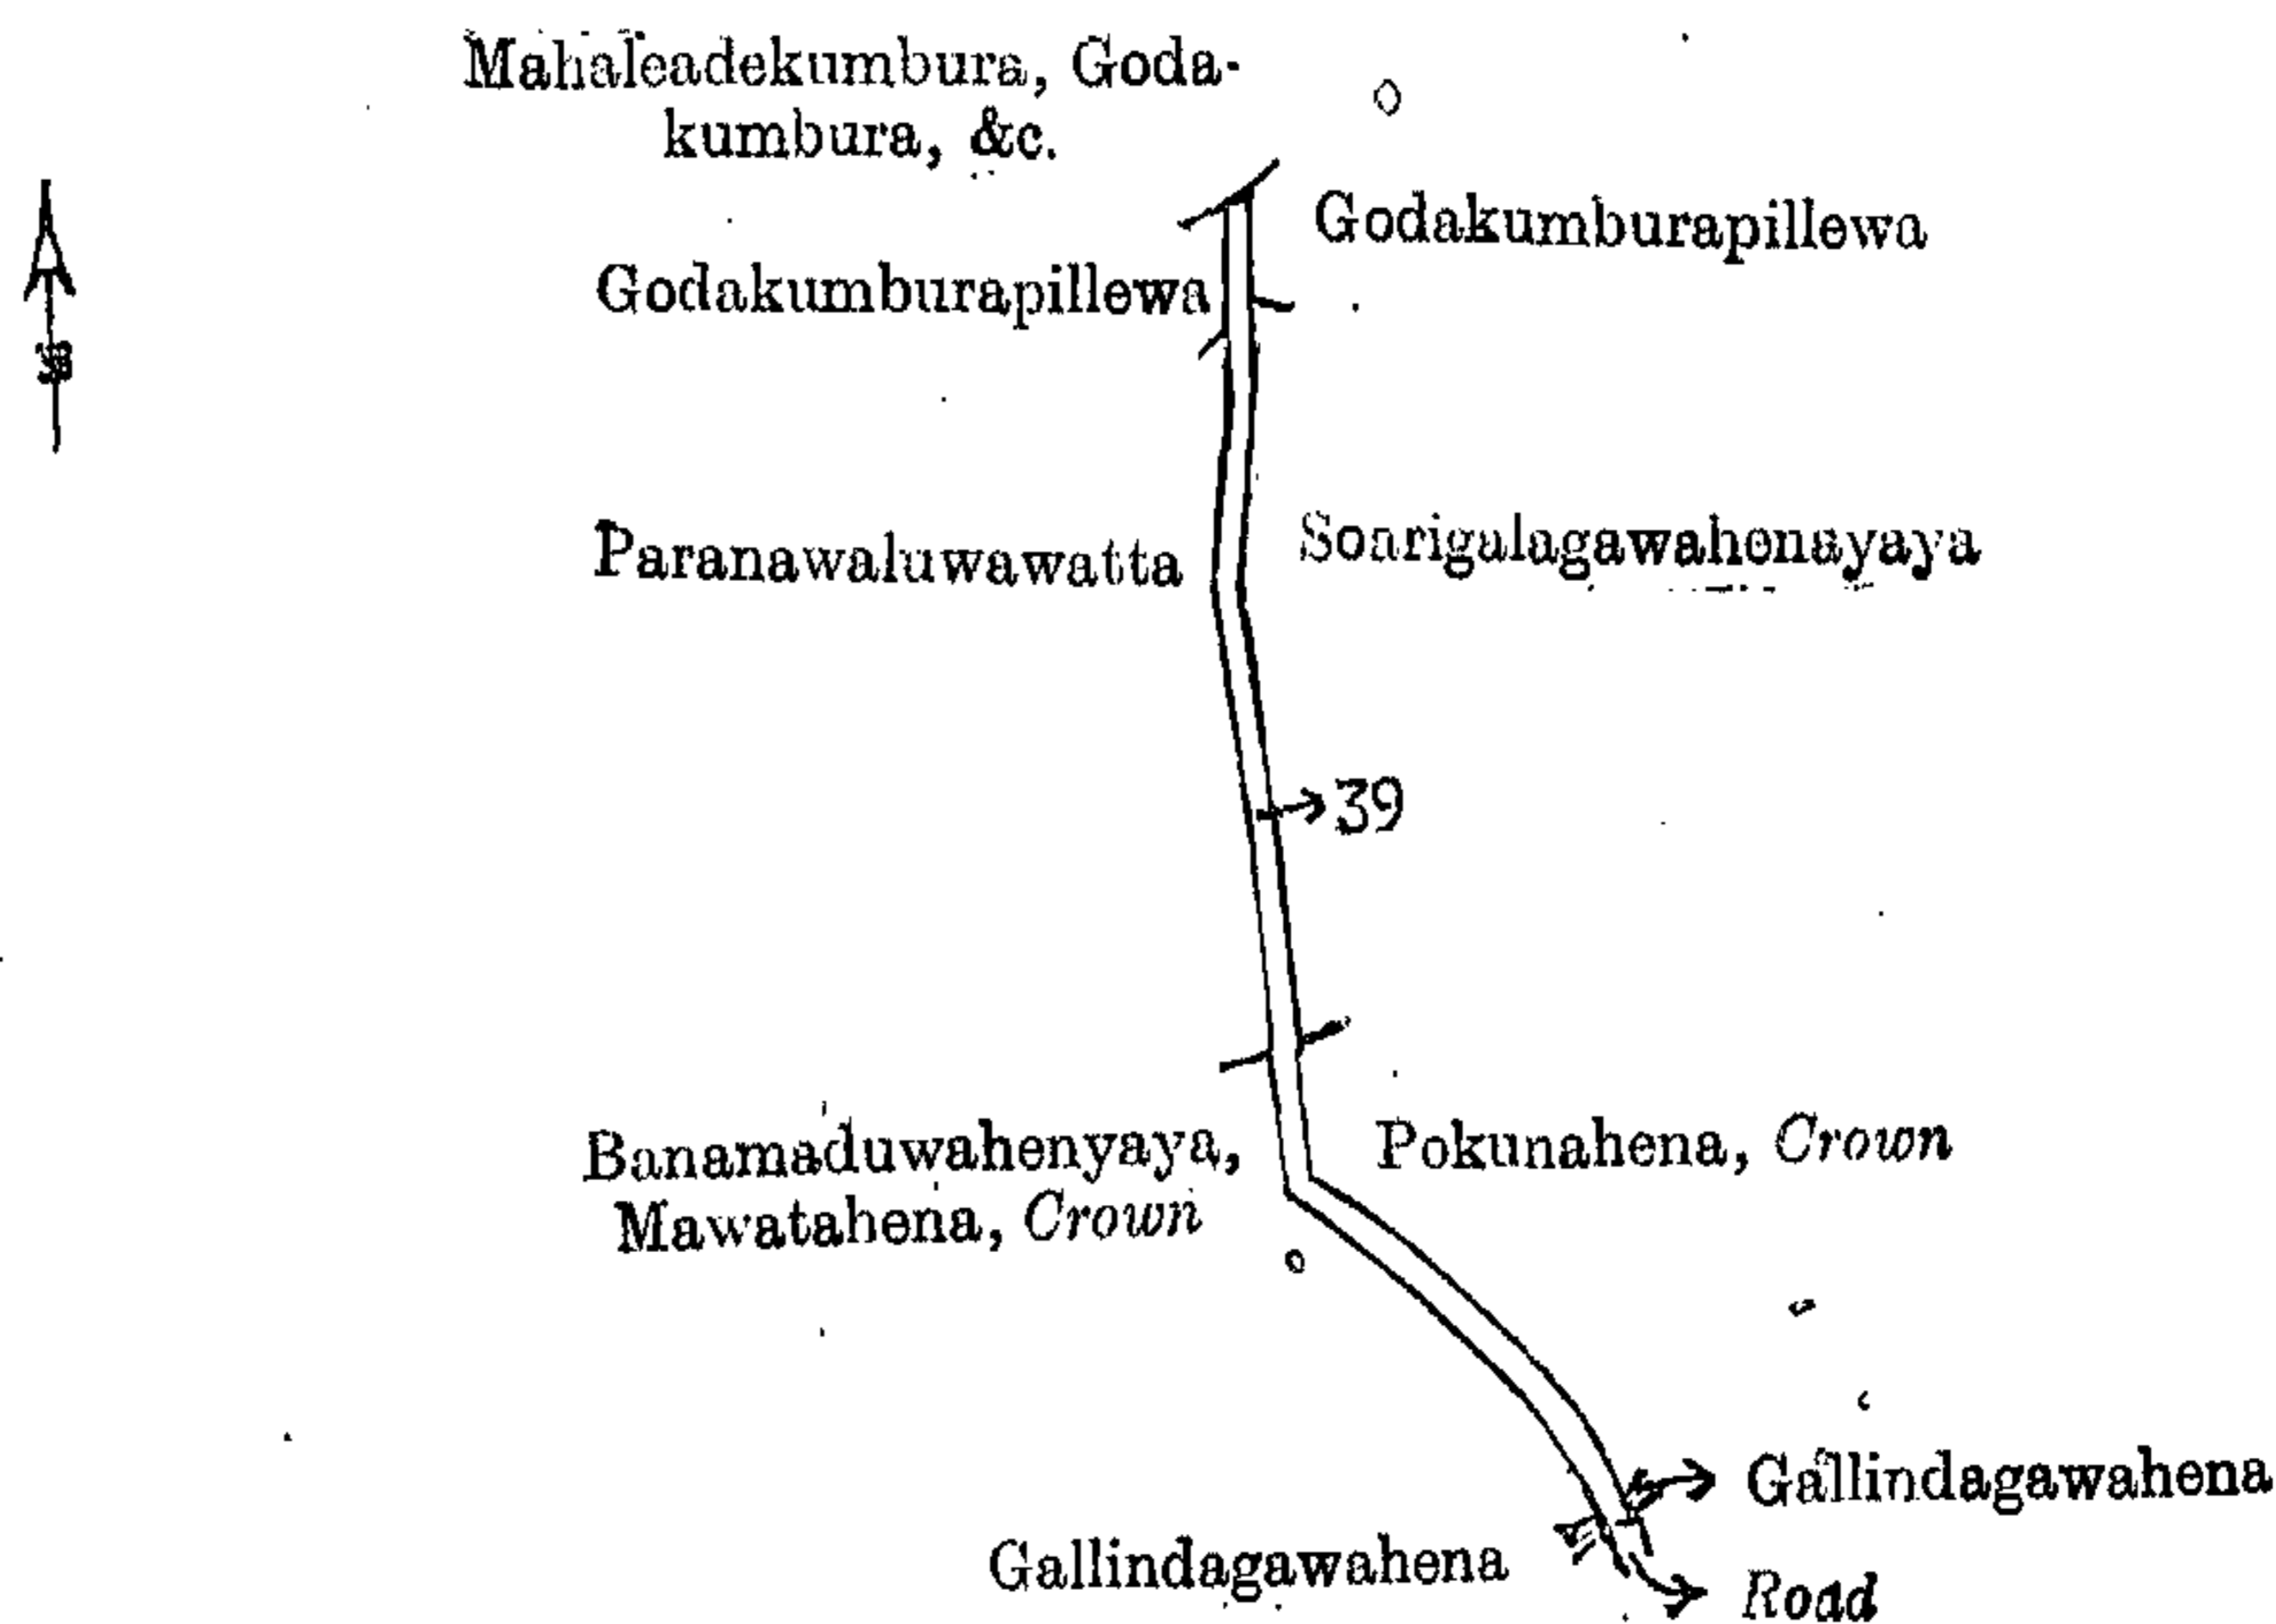 Mahaleadekumbura, Goda-
kumbura, &c.
Godakumburapillewa
Godakumburapillewa
Paranawaluwawatta
Soarigalagawahenayaya
39
Banamaduwahenyaya,
Mawatahena, Crown
Pokunahena, Crown
Gallindagawahena
Gallindagawahena
Road